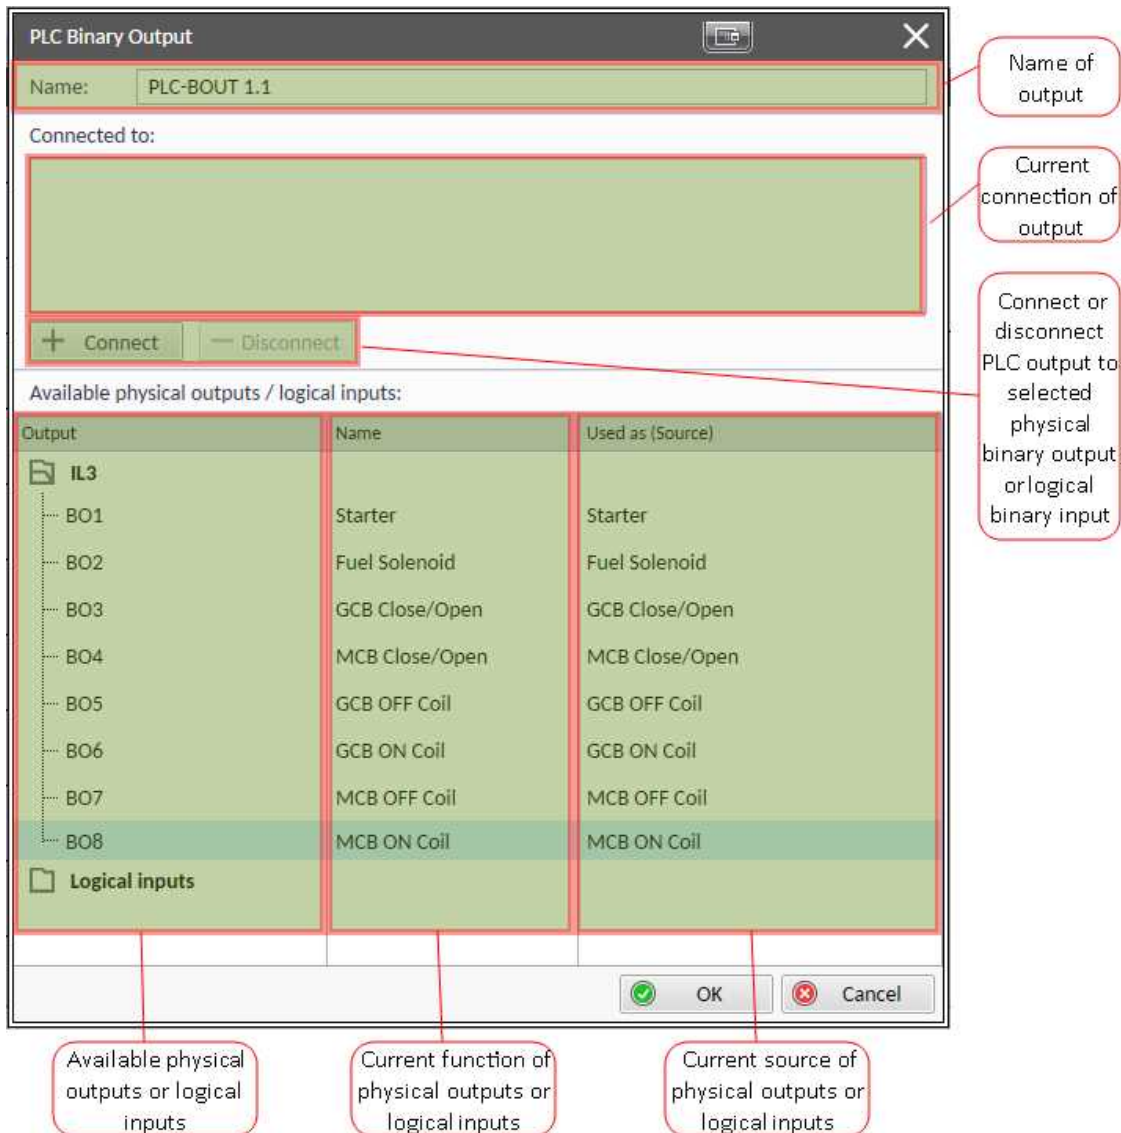 PLC Binary Output
Name: PLC-BOUT 1.1
Name of
output
Connected to:
Current
connection of
output
Connect
Disconnect
Connect or
disconnect
PLC output to
selected
physical
binary output
or logical
binary input
Available physical outputs / logical inputs:
Output Name Used as (Source)
IL3
BO1 Starter Starter
BO2 Fuel Solenoid Fuel Solenoid
BO3 GCB Close/Open GCB Close/Open
BO4 MCB Close/Open MCB Close/Open
BO5 GCB OFF Coil GCB OFF Coil
BO6 GCB ON Coil GCB ON Coil
BO7 MCB OFF Coil MCB OFF Coil
BO8 MCB ON Coil MCB ON Coil
Logical inputs
OK Cancel
Available physical
outputs or logical
inputs
Current function of
physical outputs or
logical inputs
Current source of
physical outputs or
logical inputs